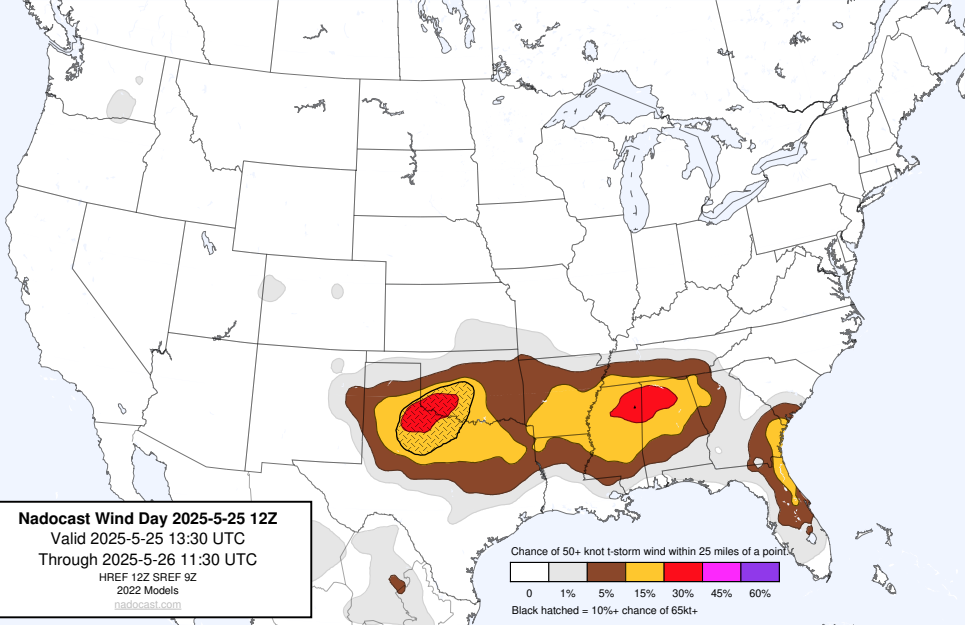 Nadocast Wind Day 2025-5-25 12Z
Valid 2025-5-25 13:30 UTC
Through 2025-5-26 11:30 UTC
HREF 12Z SREF 9Z
2022 Models
nadocast.com
Chance of 50+ knot t-storm wind within 25 miles of a point.
0 1% 5% 15% 30% 45% 60%
Black hatched = 10%+ chance of 65kt+